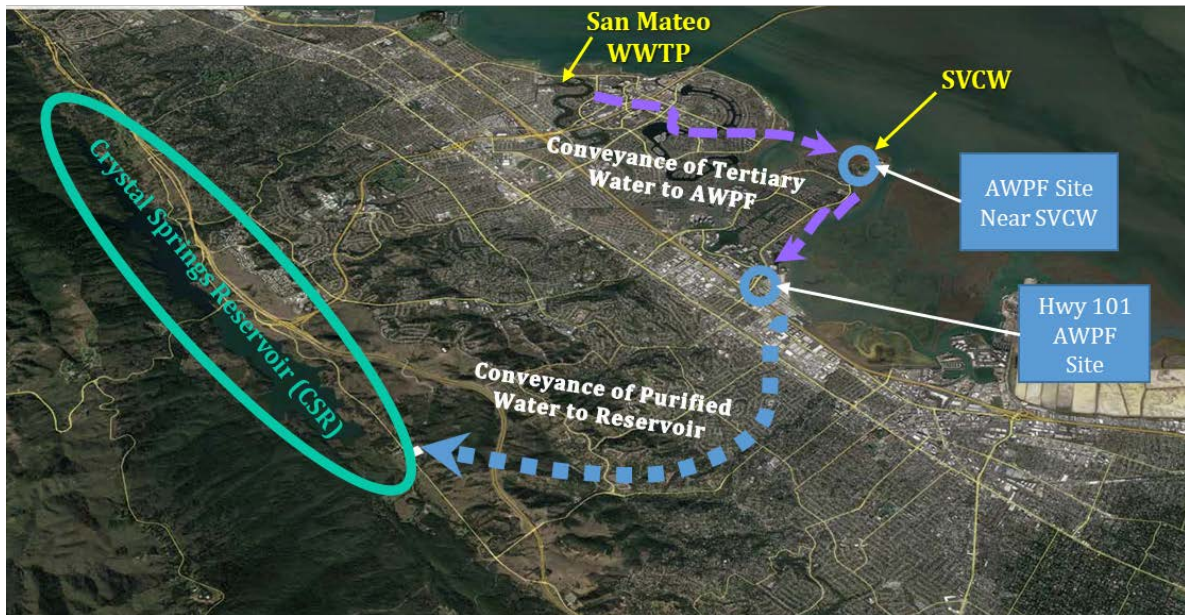 San Mateo
WWTP
SVCW
Crystal Springs Reservoir (CSR)
Conveyance of Tertiary
Water to AWPF
AWPF Site
Near SVCW
Hwy 101
AWPF
Site
Conveyance of Purified
Water to Reservoir